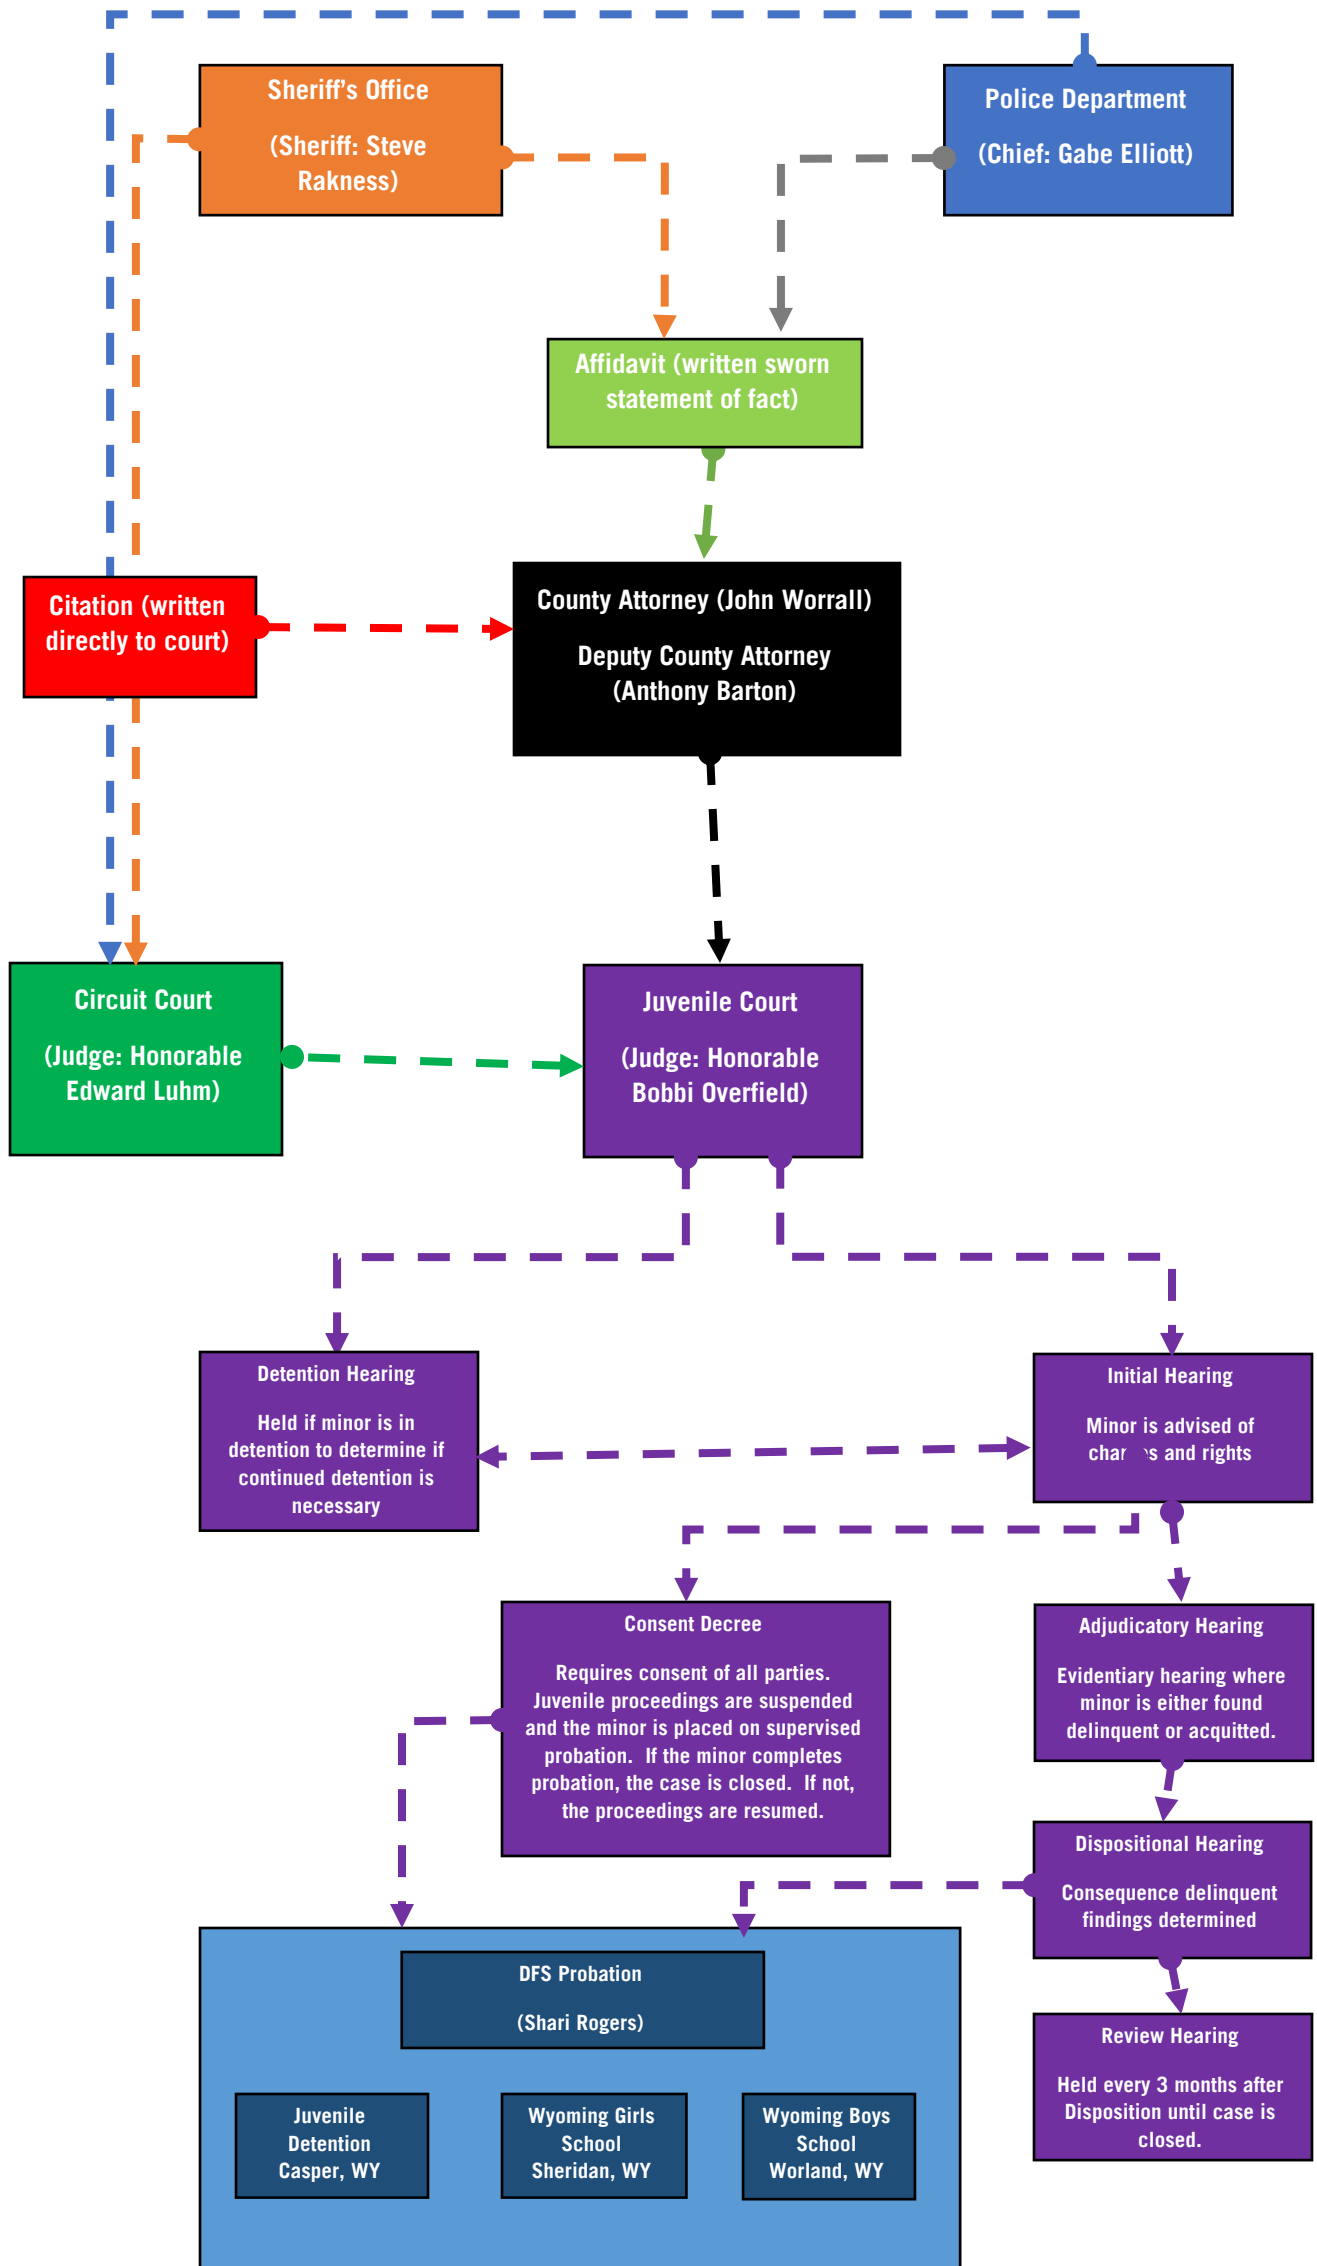 Sheriff's Office
(Sheriff: Steve
Rakness)
Police Department
(Chief: Gabe Elliott)
Affidavit (written sworn
statement of fact)
Citation (written
directly to court)
County Attorney (John Worrall)
Deputy County Attorney
(Anthony Barton)
Circuit Court
(Judge: Honorable
Edward Luhm)
Juvenile Court
(Judge: Honorable
Bobbi Overfield)
Detention Hearing
Held if minor is in
detention to determine if
continued detention is
necessary
Initial Hearing
Minor is advised of
and rights
Consent Decree
Requires consent of all parties.
Juvenile proceedings are suspended
and the minor is placed on supervised
probation. If the minor completes
probation, the case is closed. If not,
the proceedings are resumed.
Adjudicatory Hearing
Evidentiary hearing where
minor is either found
delinquent or acquitted.
Dispositional Hearing
Consequence delinquent
findings determined
DFS Probation
(Shari Rogers)
Review Hearing
Held every 3 months after
Disposition until case is
closed.
Juvenile
Detention
Casper, WY
Wyoming Girls
School
Sheridan, WY
Wyoming Boys
School
Worland, WY